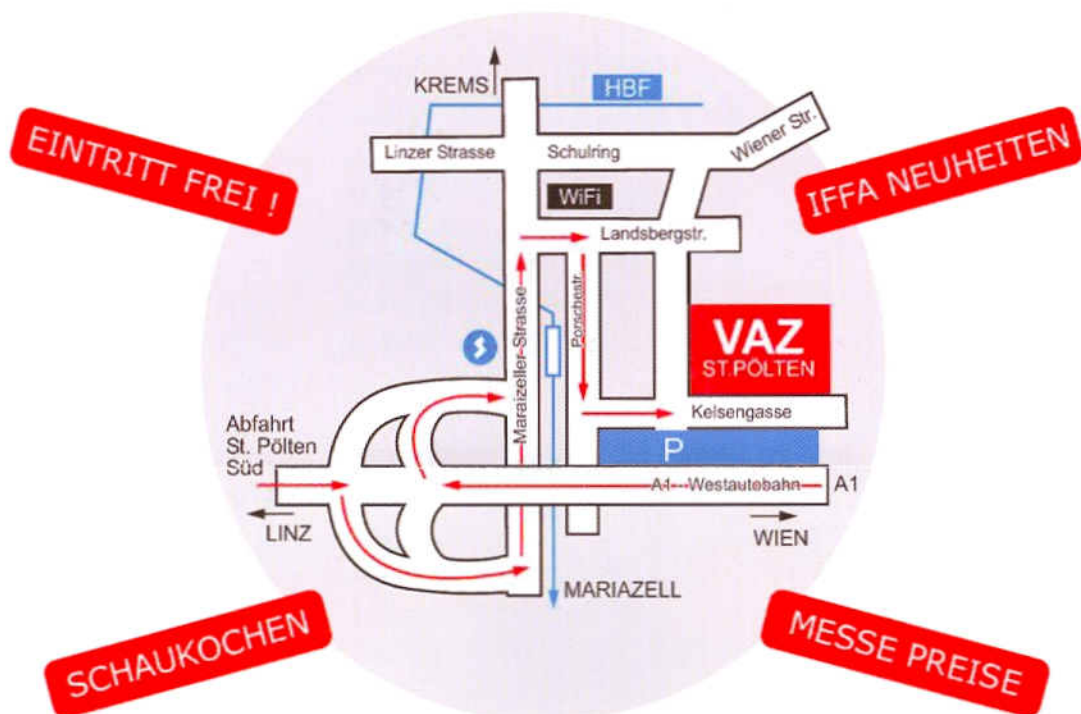 KREMS
HBF
EINTRITT FREI !
IFFA NEUHEITEN
Linzer Strasse
Schulring
Wiener Str.
WiFi
Landsbergstr.
Maraizeller-Strasse
Porschestr.
VAZ
ST.PÖLTEN
Kelsengasse
Abfahrt
St. Pölten
Süd
P
A1 - Westautobahn
A1
LINZ
WIEN
MARIAZELL
SCHAUKOCHEN
MESSE PREISE